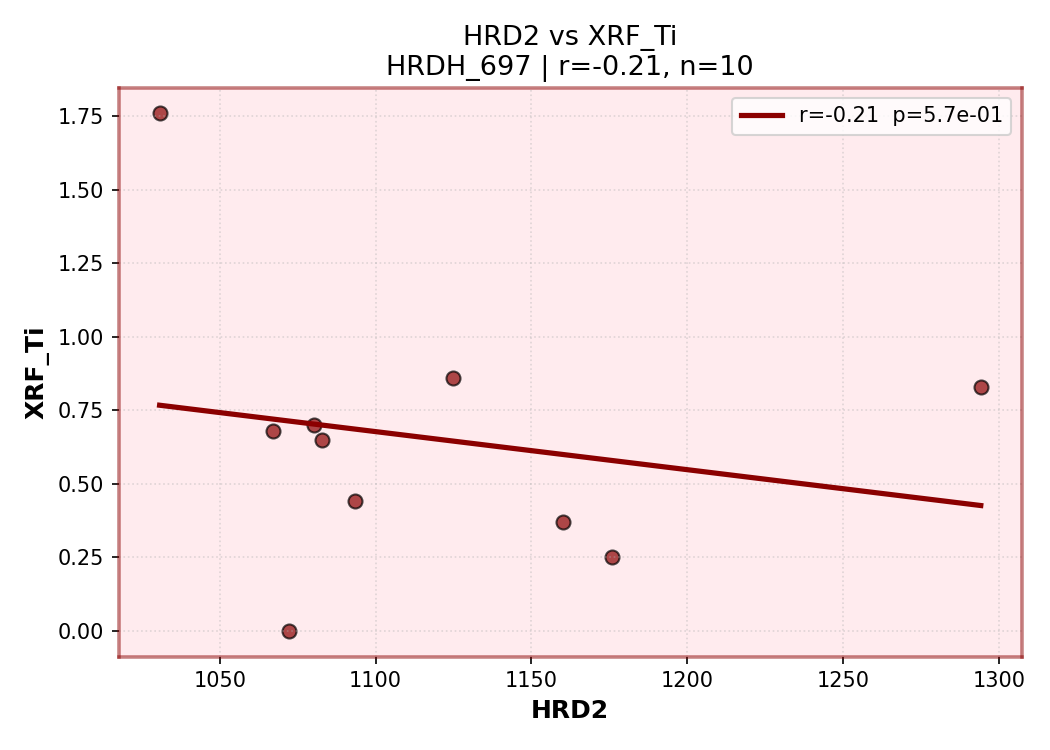 HRD2 vs XRF_Ti
HRDH_697 | r=-0.21, n=10
r=-0.21 p=5.7e-01
XRF_Ti
1.75
1.50
1.25
1.00
0.75
0.50
0.25
0.00
1050 1100 1150 1200 1250 1300
HRD2